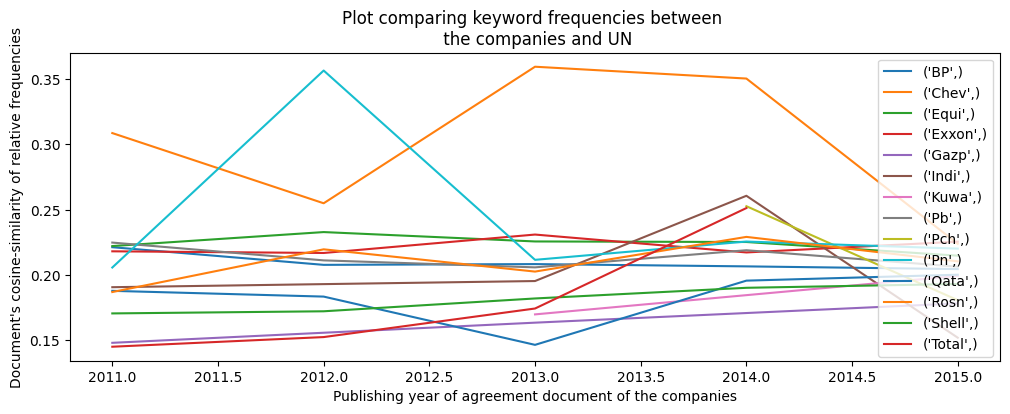 Plot comparing keyword frequencies between
the companies and UN
Document's cosine-similarity of relative frequencies
0.35
0.30
0.25
0.20
0.15
('BP',)
('Chev',)
('Equi',)
('Exxon',)
('Gazp',)
('Indi',)
('Kuwa',)
('Pb',)
('Pch',)
('Pn',)
('Qata',)
('Rosn',)
('Shell',)
('Total',)
2011.0
2011.5
2012.0
2012.5
2013.0
2013.5
2014.0
2014.5
2015.0
Publishing year of agreement document of the companies